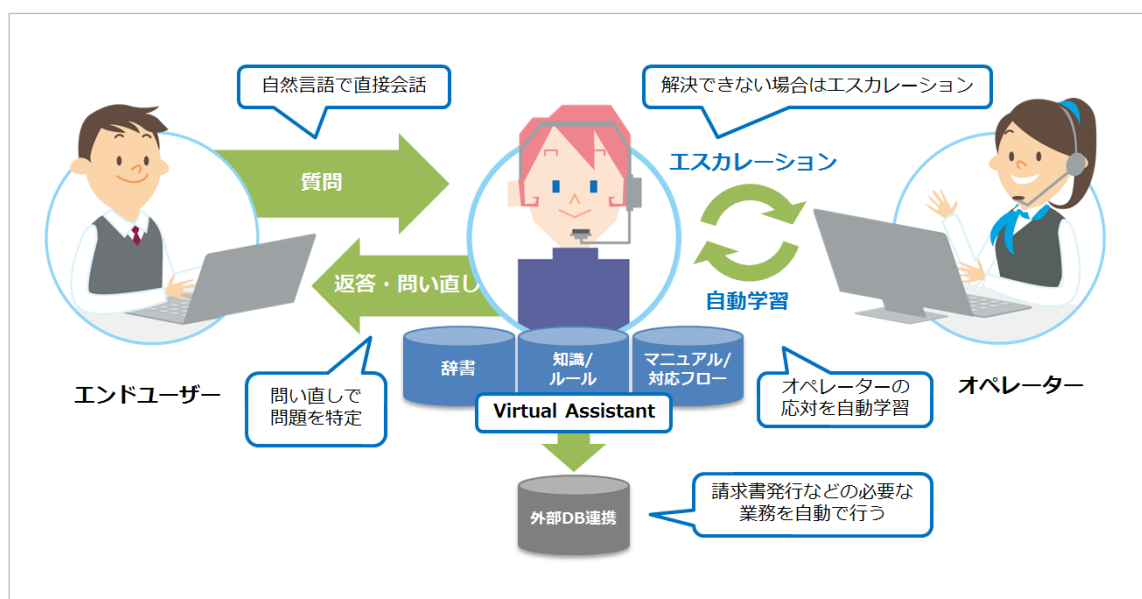 自然言語で直接会話
解決できない場合はエスカレーション
質問
エスカレーション
返答・問い直し
自動学習
エンドユーザー
オペレーター
辞書
知識/
ルール
マニュアル/
対応フロー
Virtual Assistant
問い直しで
問題を特定
オペレーターの
応対を自動学習
外部DB連携
請求書発行などの必要な
業務を自動で行う